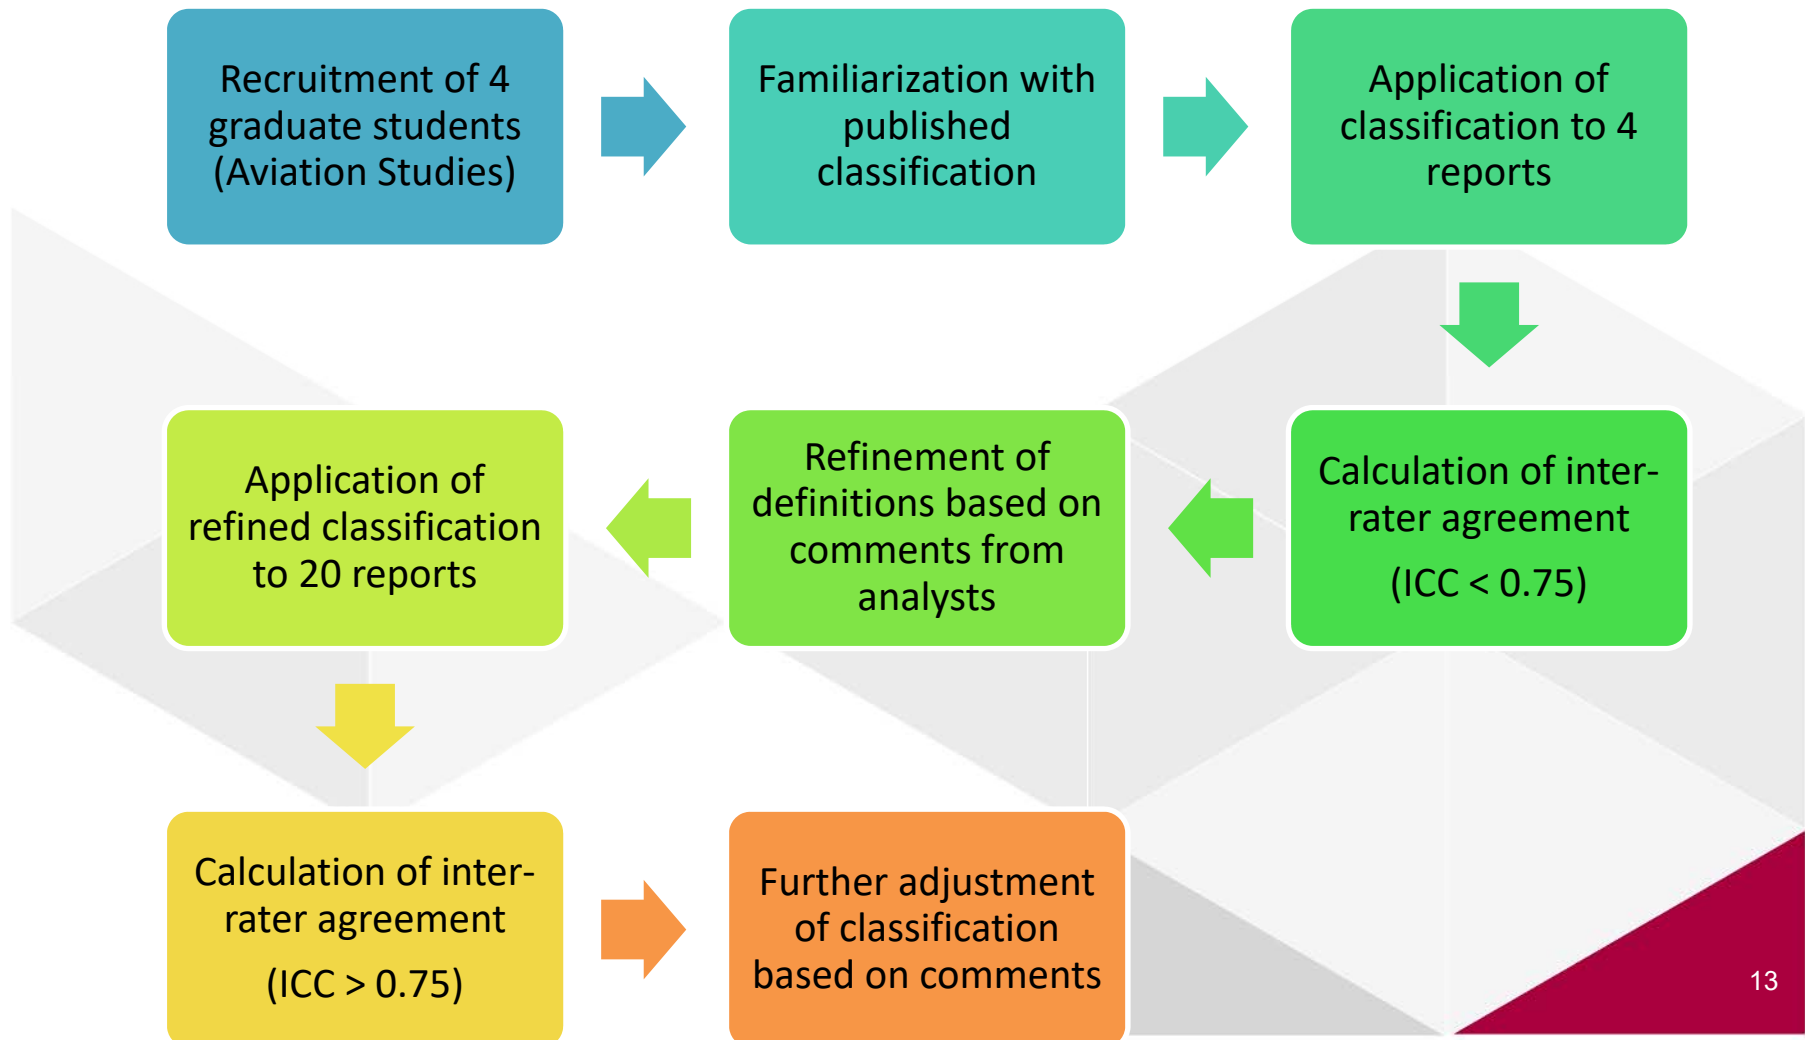 Recruitment of 4
graduate students
(Aviation Studies)
Familiarization with
published
classification
Application of
classification to 4
reports
Calculation of inter-
rater agreement
(ICC < 0.75)
Refinement of
definitions based on
comments from
analysts
Application of
refined classification
to 20 reports
Calculation of inter-
rater agreement
(ICC > 0.75)
Further adjustment
of classification
based on comments
13